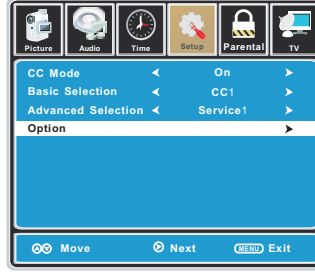 Picture Audio Time Setup Parental TV
CC Mode On
Basic Selection CC1
Advanced Selection Service1
Option
Move Next MENU Exit